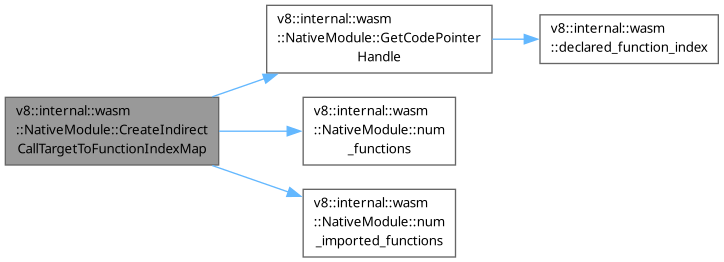 v8::internal::wasm
::NativeModule::GetCodePointer
Handle
v8::internal::wasm
::declared_function_index
v8::internal::wasm
::NativeModule::CreateIndirect
CallTargetToFunctionIndexMap
v8::internal::wasm
::NativeModule::num
_functions
v8::internal::wasm
::NativeModule::num
_imported_functions